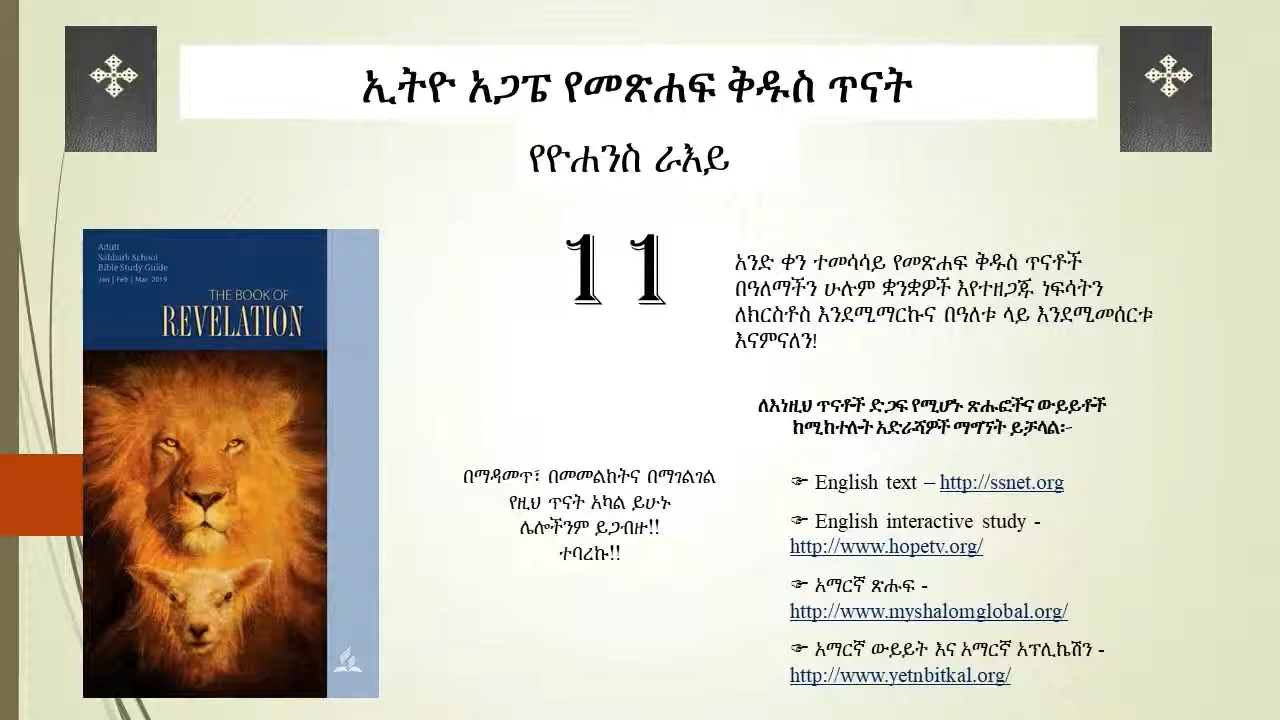 ኢትዮ አጋፔ የመጽሐፍ ቅዱስ ጥናት
የዮሐንስ ራእይ
Adult
Sabbath School
Bible Study Guide
Jan | Feb | Mar 2019
THE BOOK OF
REVELATION
11
አንድ ቀን ተመሳሳይ የመጽሐፍ ቅዱስ ጥናቶች
በዓለማችን ሁሉም ቋንቋዎች እየተዘጋጁ ነፍሳትን
ለክርስቶስ እንደሚማርኩና በዓለቱ ላይ እንደሚመሰርቱ
እናምናለን!
ለእነዚህ ጥናቶች ድጋፍ የሚሆኑ ጽሑፎችና ውይይቶች
ከሚከተሉት አድራሻዎች ማግኘት ይቻላል፡-
በማዳመጥ፣ በመመልከትና በማገልገል
የዚህ ጥናት አካል ይሁኑ
ሌሎችንም ይጋብዙ!!
ተባረኩ!!
☞ English text – http://ssnet.org
☞ English interactive study -
http://www.hopetv.org/
☞ አማርኛ ጽሑፍ -
http://www.myshalomglobal.org/
☞ አማርኛ ውይይት እና አማርኛ አፕሊኬሽን -
http://www.yetnbitkal.org/